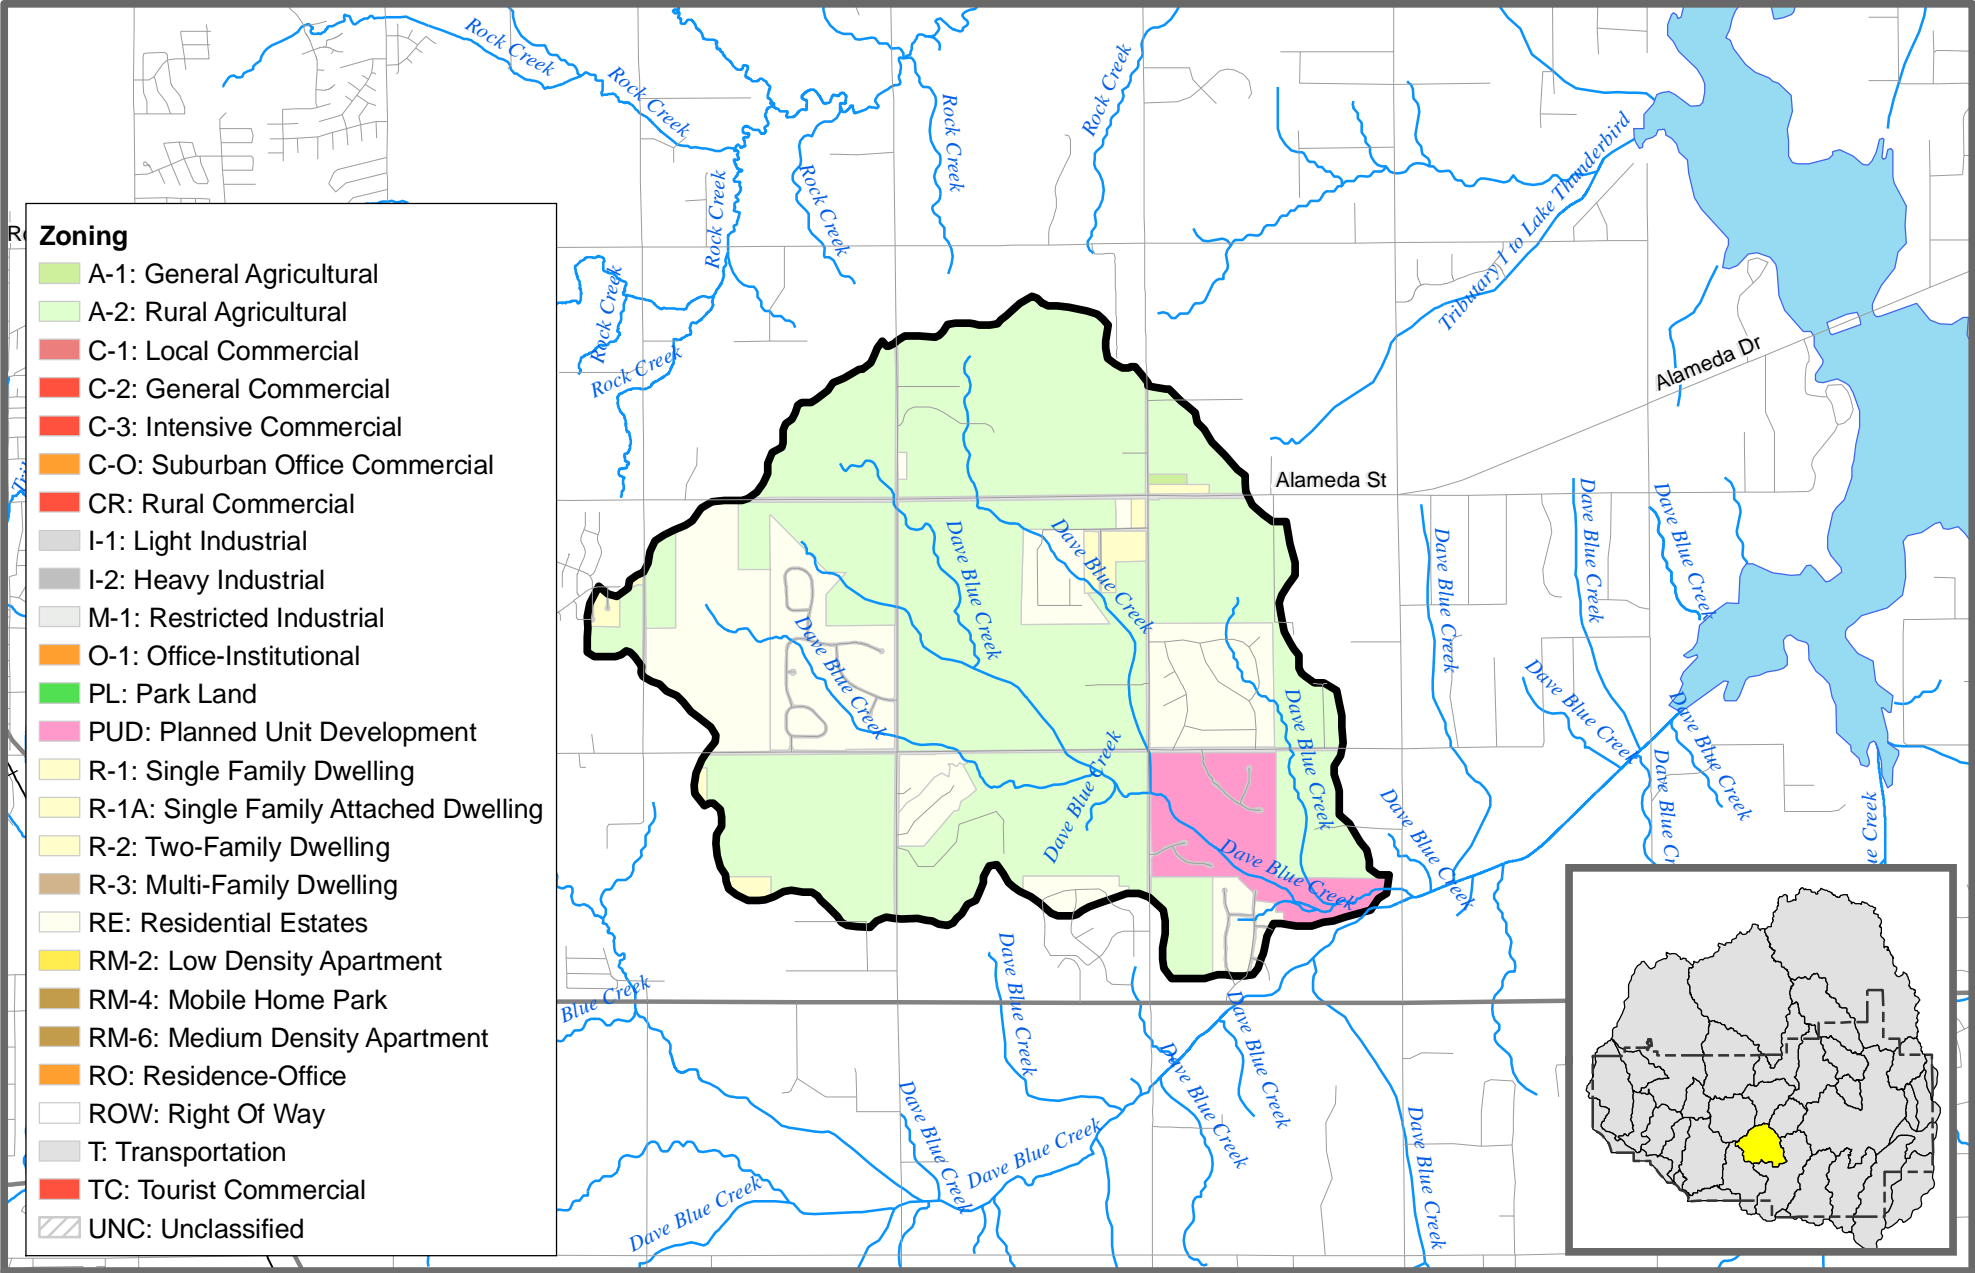 Rock Creek
Rock Creek
Rock Creek
Rock Creek
Rock Creek
Rock Creek
Rock Creek
Rock Creek
Tributary 1 to Lake Thunderbird
Alameda Dr
Alameda St
Zoning
A-1: General Agricultural
A-2: Rural Agricultural
C-1: Local Commercial
C-2: General Commercial
C-3: Intensive Commercial
C-O: Suburban Office Commercial
CR: Rural Commercial
I-1: Light Industrial
I-2: Heavy Industrial
M-1: Restricted Industrial
O-1: Office-Institutional
PL: Park Land
PUD: Planned Unit Development
R-1: Single Family Dwelling
R-1A: Single Family Attached Dwelling
R-2: Two-Family Dwelling
R-3: Multi-Family Dwelling
RE: Residential Estates
RM-2: Low Density Apartment
RM-4: Mobile Home Park
RM-6: Medium Density Apartment
RO: Residence-Office
ROW: Right Of Way
T: Transportation
TC: Tourist Commercial
UNC: Unclassified
Dave Blue Creek
Dave Blue Creek
Dave Blue Creek
Dave Blue Creek
Dave Blue Creek
Dave Blue Creek
Dave Blue Creek
Dave Blue Creek
Dave Blue Creek
Dave Blue Creek
Dave Blue Creek
Dave Blue Creek
Dave Blue Creek
Dave Blue Cr
Creek
Blue Creek
Dave Blue Creek
Dave Blue Creek
Dave Blue Creek
Dave Blue Creek
Dave Blue Creek
Dave Blue Creek
Dave Blue Creek